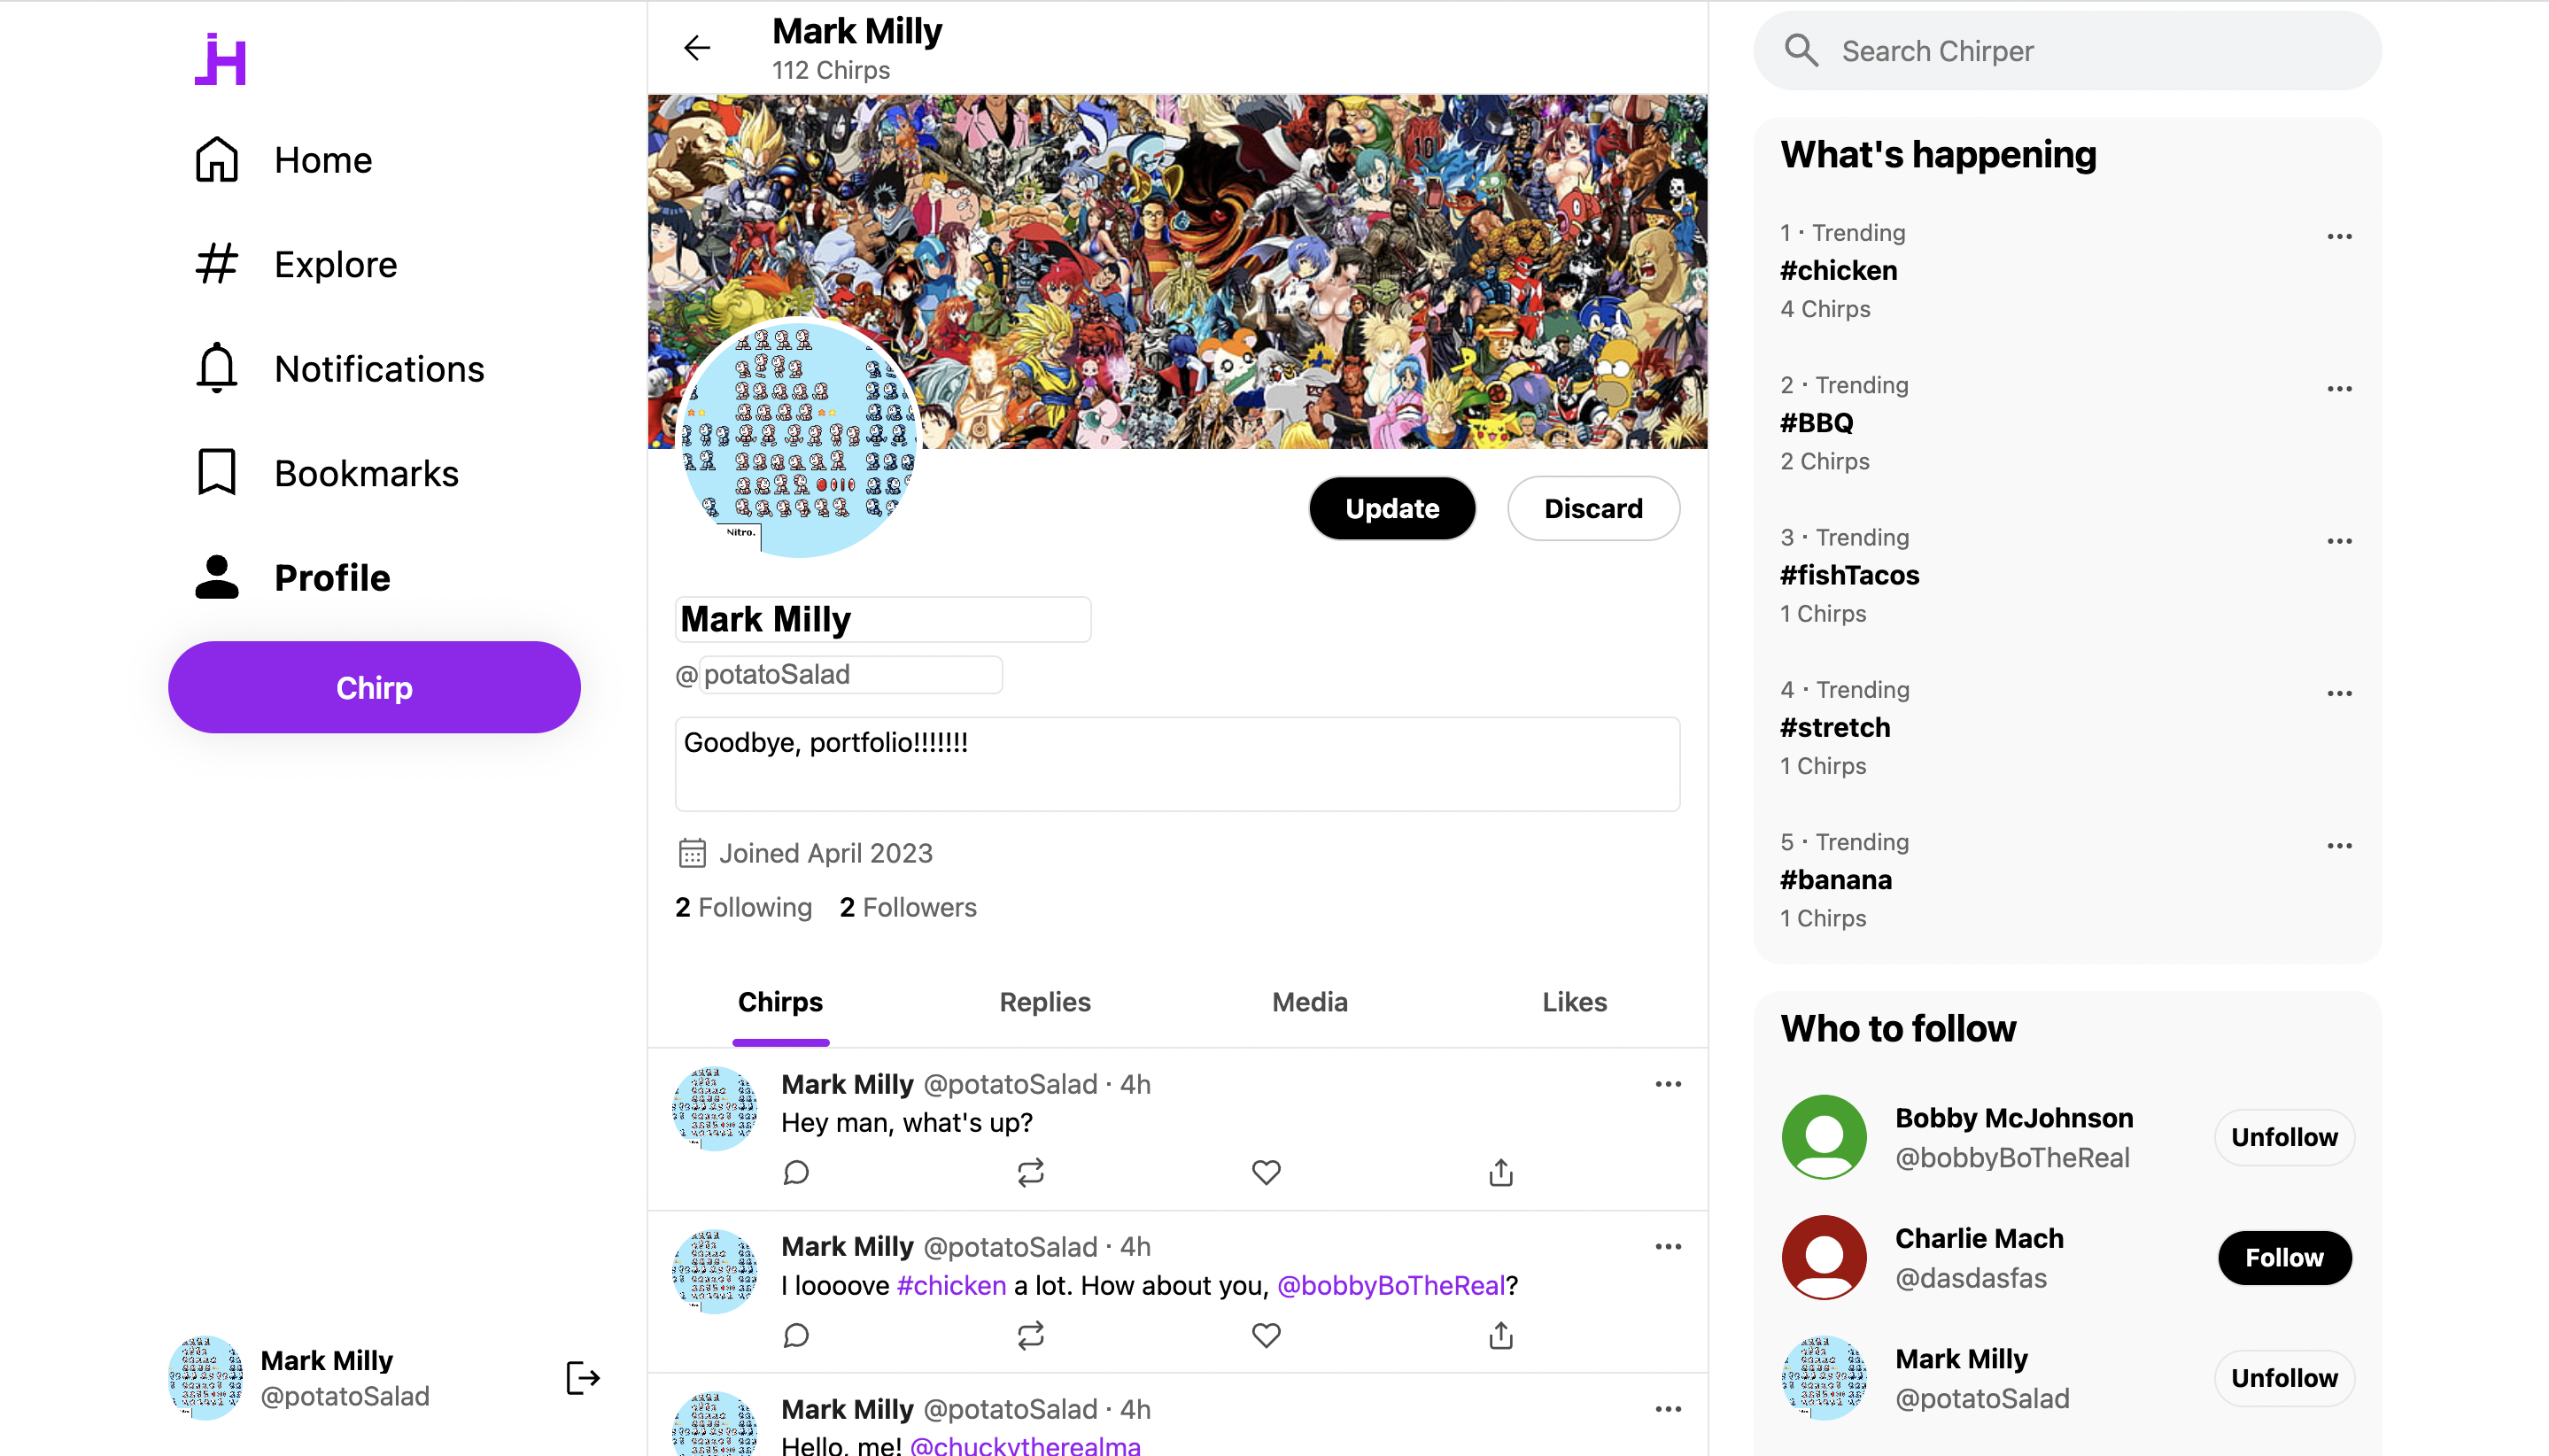 Home
Explore
Notifications
Bookmarks
Profile
Chirp
Mark Milly
@potatoSalad
Mark Milly
112 Chirps
10
Nitro.
Update
Discard
Mark Milly
@potatoSalad
Goodbye, portfolio!!!!!!!
Joined April 2023
2 Following 2 Followers
Chirps Replies Media Likes
Mark Milly @potatoSalad · 4h
Hey man, what's up?
Mark Milly @potatoSalad · 4h
I loooove #chicken a lot. How about you, @bobbyBoTheReal?
Mark Milly @potatoSalad · 4h
Hello, me! @chuckytherealma
Search Chirper
What's happening
1 · Trending
#chicken
4 Chirps
2 · Trending
#BBQ
2 Chirps
3 · Trending
#fishTacos
1 Chirps
4 · Trending
#stretch
1 Chirps
5 · Trending
#banana
1 Chirps
Who to follow
Bobby McJohnson
@bobbyBoTheReal
Unfollow
Charlie Mach
@dasdasfas
Follow
Mark Milly
@potatoSalad
Unfollow